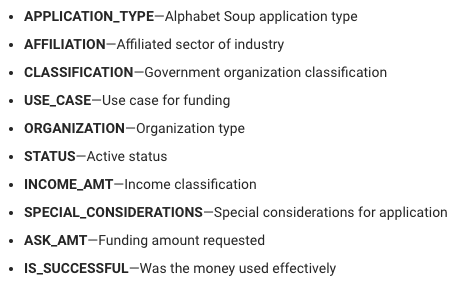 • APPLICATION_TYPE—Alphabet Soup application type
• AFFILIATION—Affiliated sector of industry
• CLASSIFICATION—Government organization classification
• USE_CASE—Use case for funding
• ORGANIZATION—Organization type
• STATUS—Active status
• INCOME_AMT—Income classification
• SPECIAL_CONSIDERATIONS—Special considerations for application
• ASK_AMT—Funding amount requested
• IS_SUCCESSFUL—Was the money used effectively